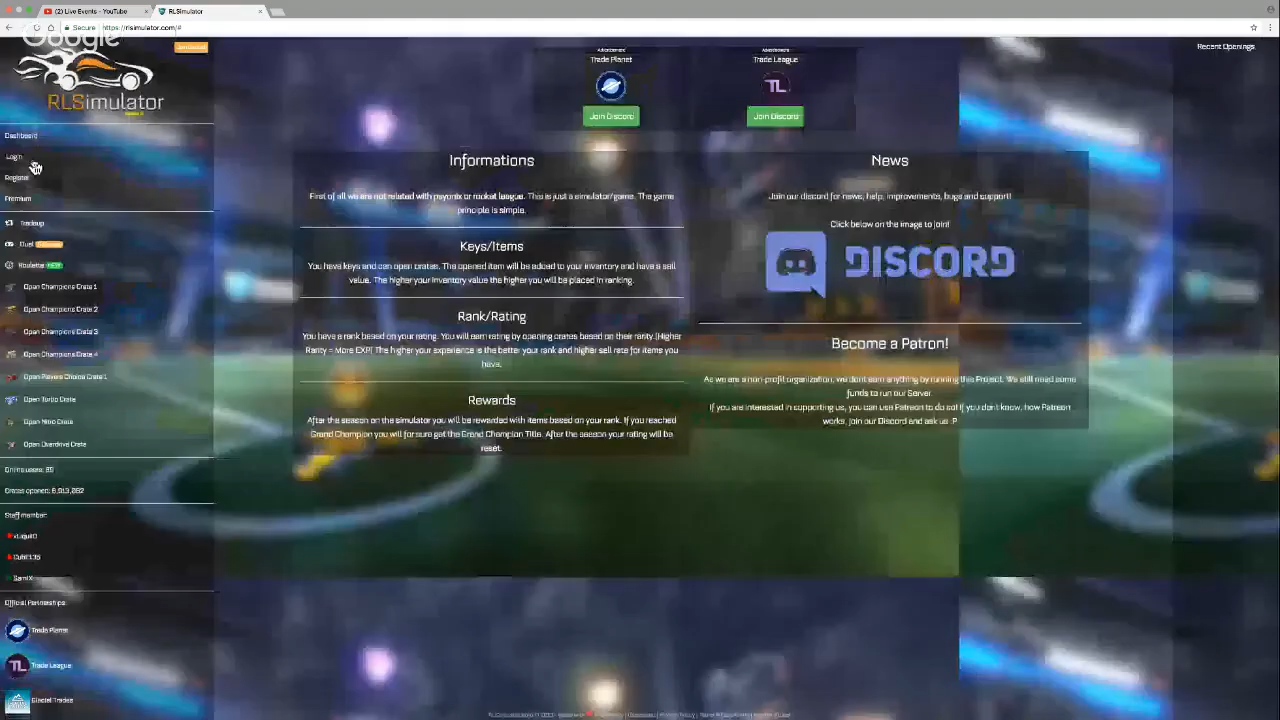 (2) Live Events - YouTube
RLSimulator
Secure
https://rlsimulator.com/#
Google
RLSimulator
Dashboard
Login
Register
Premium
Tradeup
Duel
Roulette NEW
Open Champions Crate 1
Open Champions Crate 2
Open Champions Crate 3
Open Champions Crate 4
Open Players Choice Crate 1
Open Turbo Crate
Open Nitro Crate
Open Overdrive Crate
Staff member:
Official Partnerships:
Trade Planet
Trade League
Glacial Trades
Trade Planet
Join Discord
Trade League
Join Discord
Recent Openings
Informations
First of all we are not related with psyonix or rocket league. This is just a simulator/game. The game
principle is simple.
Keys/Items
You have keys and can open crates. The opened item will be added to your inventory and have a sell
value. The higher your inventory value the higher you will be placed in ranking.
Rank/Rating
You have a rank based on your rating. You will earn rating by opening crates based on their rarity. (Higher
Rarity = More EXP) The higher your experience is the better your rank and higher sell rate for items you
have.
Rewards
After the season on the simulator you will be rewarded with items based on your rank. If you reached
Grand Champion you will for sure get the Grand Champion Title. After the season your rating will be
reset.
News
Join our discord for news, help, improvements, bugs and support!
Click below on the image to join!
DISCORD
Become a Patron!
As we are a non-profit organization, we dont earn anything by running this Project. We still need some
funds to run our Server.
If you are interested in supporting us, you can use Patreon to do so! If you don't know, how Patreon
works, join our Discord and ask us :P